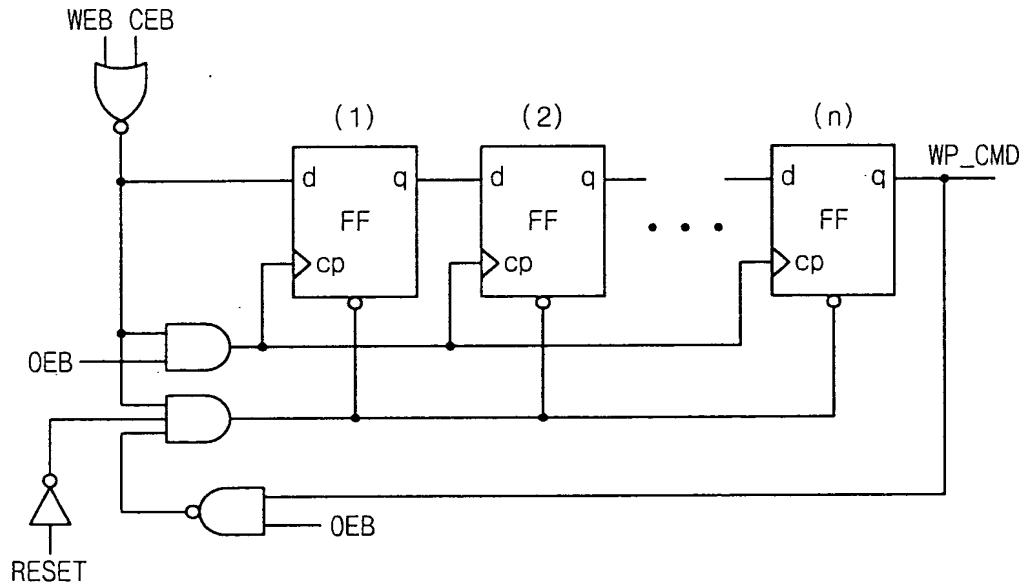 WEB CEB
(1) (2) (n)
WP_CMD
d q d q d q
FF FF FF
cp cp cp
OEB
OEB
RESET